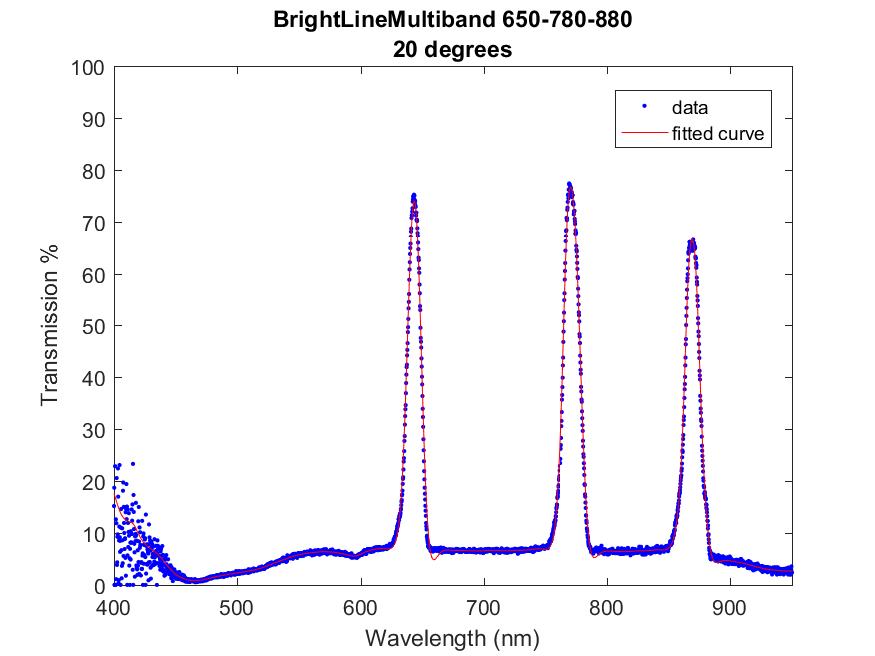 BrightLineMultiband 650-780-880
20 degrees
100
90
80
70
60
50
40
30
20
10
0
Transmission %
data
fitted curve
400
500
600
700
800
900
Wavelength (nm)